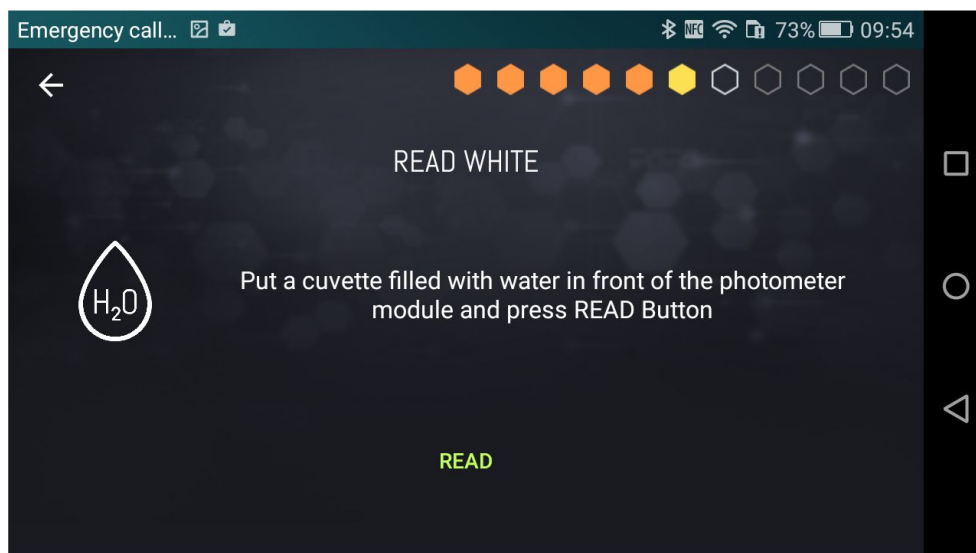 Emergency call...
NFC 73% 09:54
READ WHITE
H₂O
Put a cuvette filled with water in front of the photometer
module and press READ Button
READ